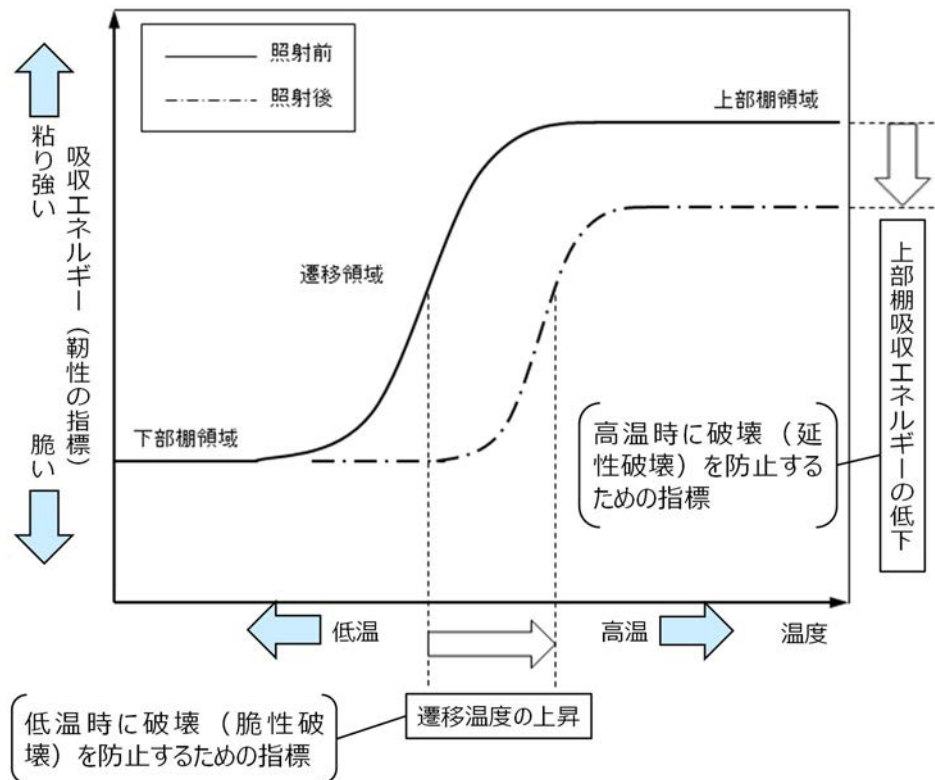 照射前
照射後
上部棚領域
粘り強い
吸収エネルギー（靭性の指標）
脆い
遷移領域
下部棚領域
高温時に破壊（延
性破壊）を防止する
ための指標
上部棚吸収エネルギーの低下
低温
高温
温度
遷移温度の上昇
低温時に破壊（脆性破
壊）を防止するための指標